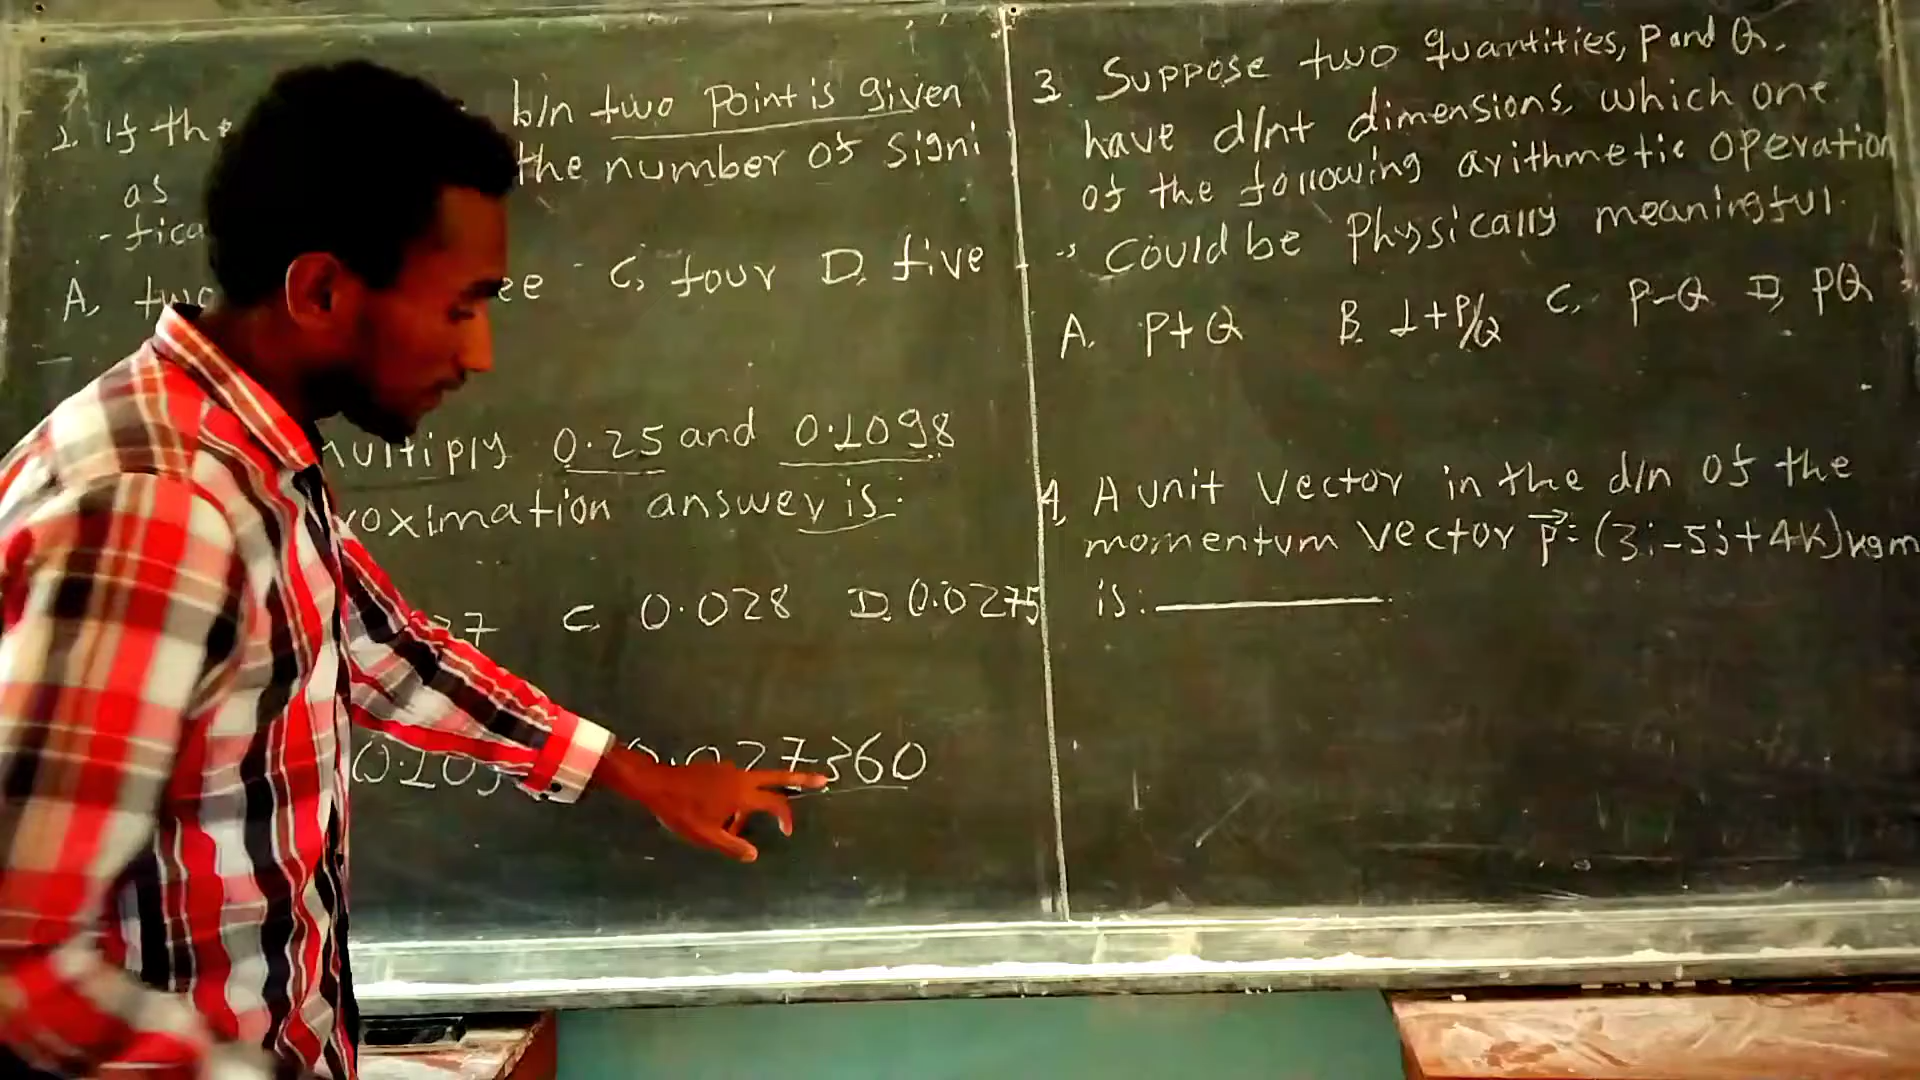 1. If the b/n two Point is given
as the number of signi
- fica
A. two ee C. four D. five
multiply 0.25 and 0.1098
roximation answer is:
27 C. 0.028 D. 0.0275
0.027360
3. Suppose two quantities, P and Q.
have d/nt dimensions. which one
of the following arithmetic operation
could be physically meaningful.
A. P+Q B. 1+P/Q C. P-Q D. PQ
4. A unit vector in the d/n of the
momentum vector p⃗ = (3i-5j+4k)kgm
is: